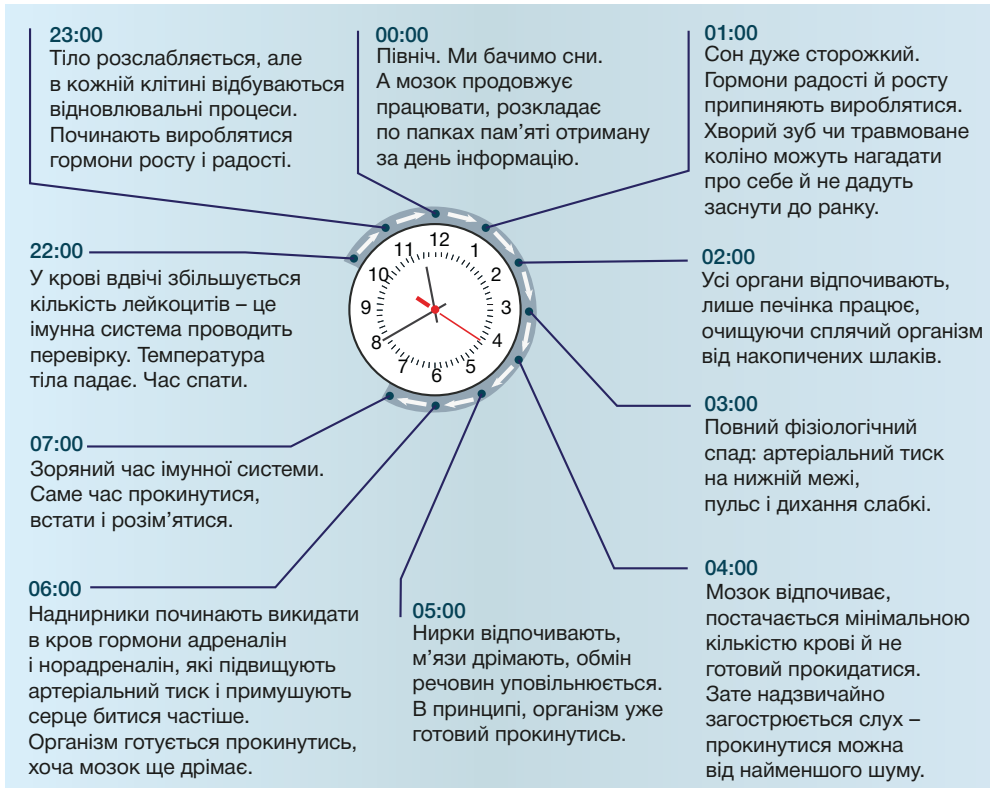 23:00
Тіло розслабляється, але
в кожній клітині відбуваються
відновлювальні процеси.
Починають вироблятися
гормони росту і радості.
00:00
Північ. Ми бачимо сни.
А мозок продовжує
працювати, розкладає
по папках пам’яті отриману
за день інформацію.
01:00
Сон дуже сторожкий.
Гормони радості й росту
припиняють вироблятися.
Хворий зуб чи травмоване
коліно можуть нагадати
про себе й не дадуть
заснути до ранку.
22:00
У крові вдвічі збільшується
кількість лейкоцитів – це
імунна система проводить
перевірку. Температура
тіла падає. Час спати.
12
1
2
3
4
5
6
7
8
9
10
11
02:00
Усі органи відпочивають,
лише печінка працює,
очищуючи сплячий організм
від накопичених шлаків.
03:00
Повний фізіологічний
спад: артеріальний тиск
на нижній межі,
пульс і дихання слабкі.
07:00
Зоряний час імунної системи.
Саме час прокинутися,
встати і розім’ятися.
06:00
Наднирники починають викидати
в кров гормони адреналін
і норадреналін, які підвищують
артеріальний тиск і примушують
серце битися частіше.
Організм готується прокинутись,
хоча мозок ще дрімає.
05:00
Нирки відпочивають,
м’язи дрімають, обмін
речовин уповільнюється.
В принципі, організм уже
готовий прокинутись.
04:00
Мозок відпочиває,
постачається мінімальною
кількістю крові й не
готовий прокидатися.
Зате надзвичайно
загострюється слух –
прокинутися можна
від найменшого шуму.